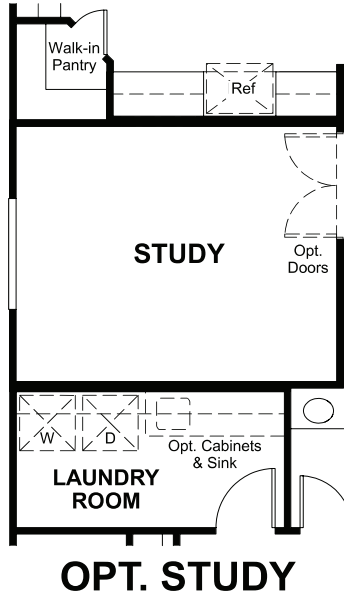 Walk-in
Pantry
Ref
STUDY
Opt.
Doors
W
D
Opt. Cabinets
& Sink
LAUNDRY
ROOM
OPT. STUDY